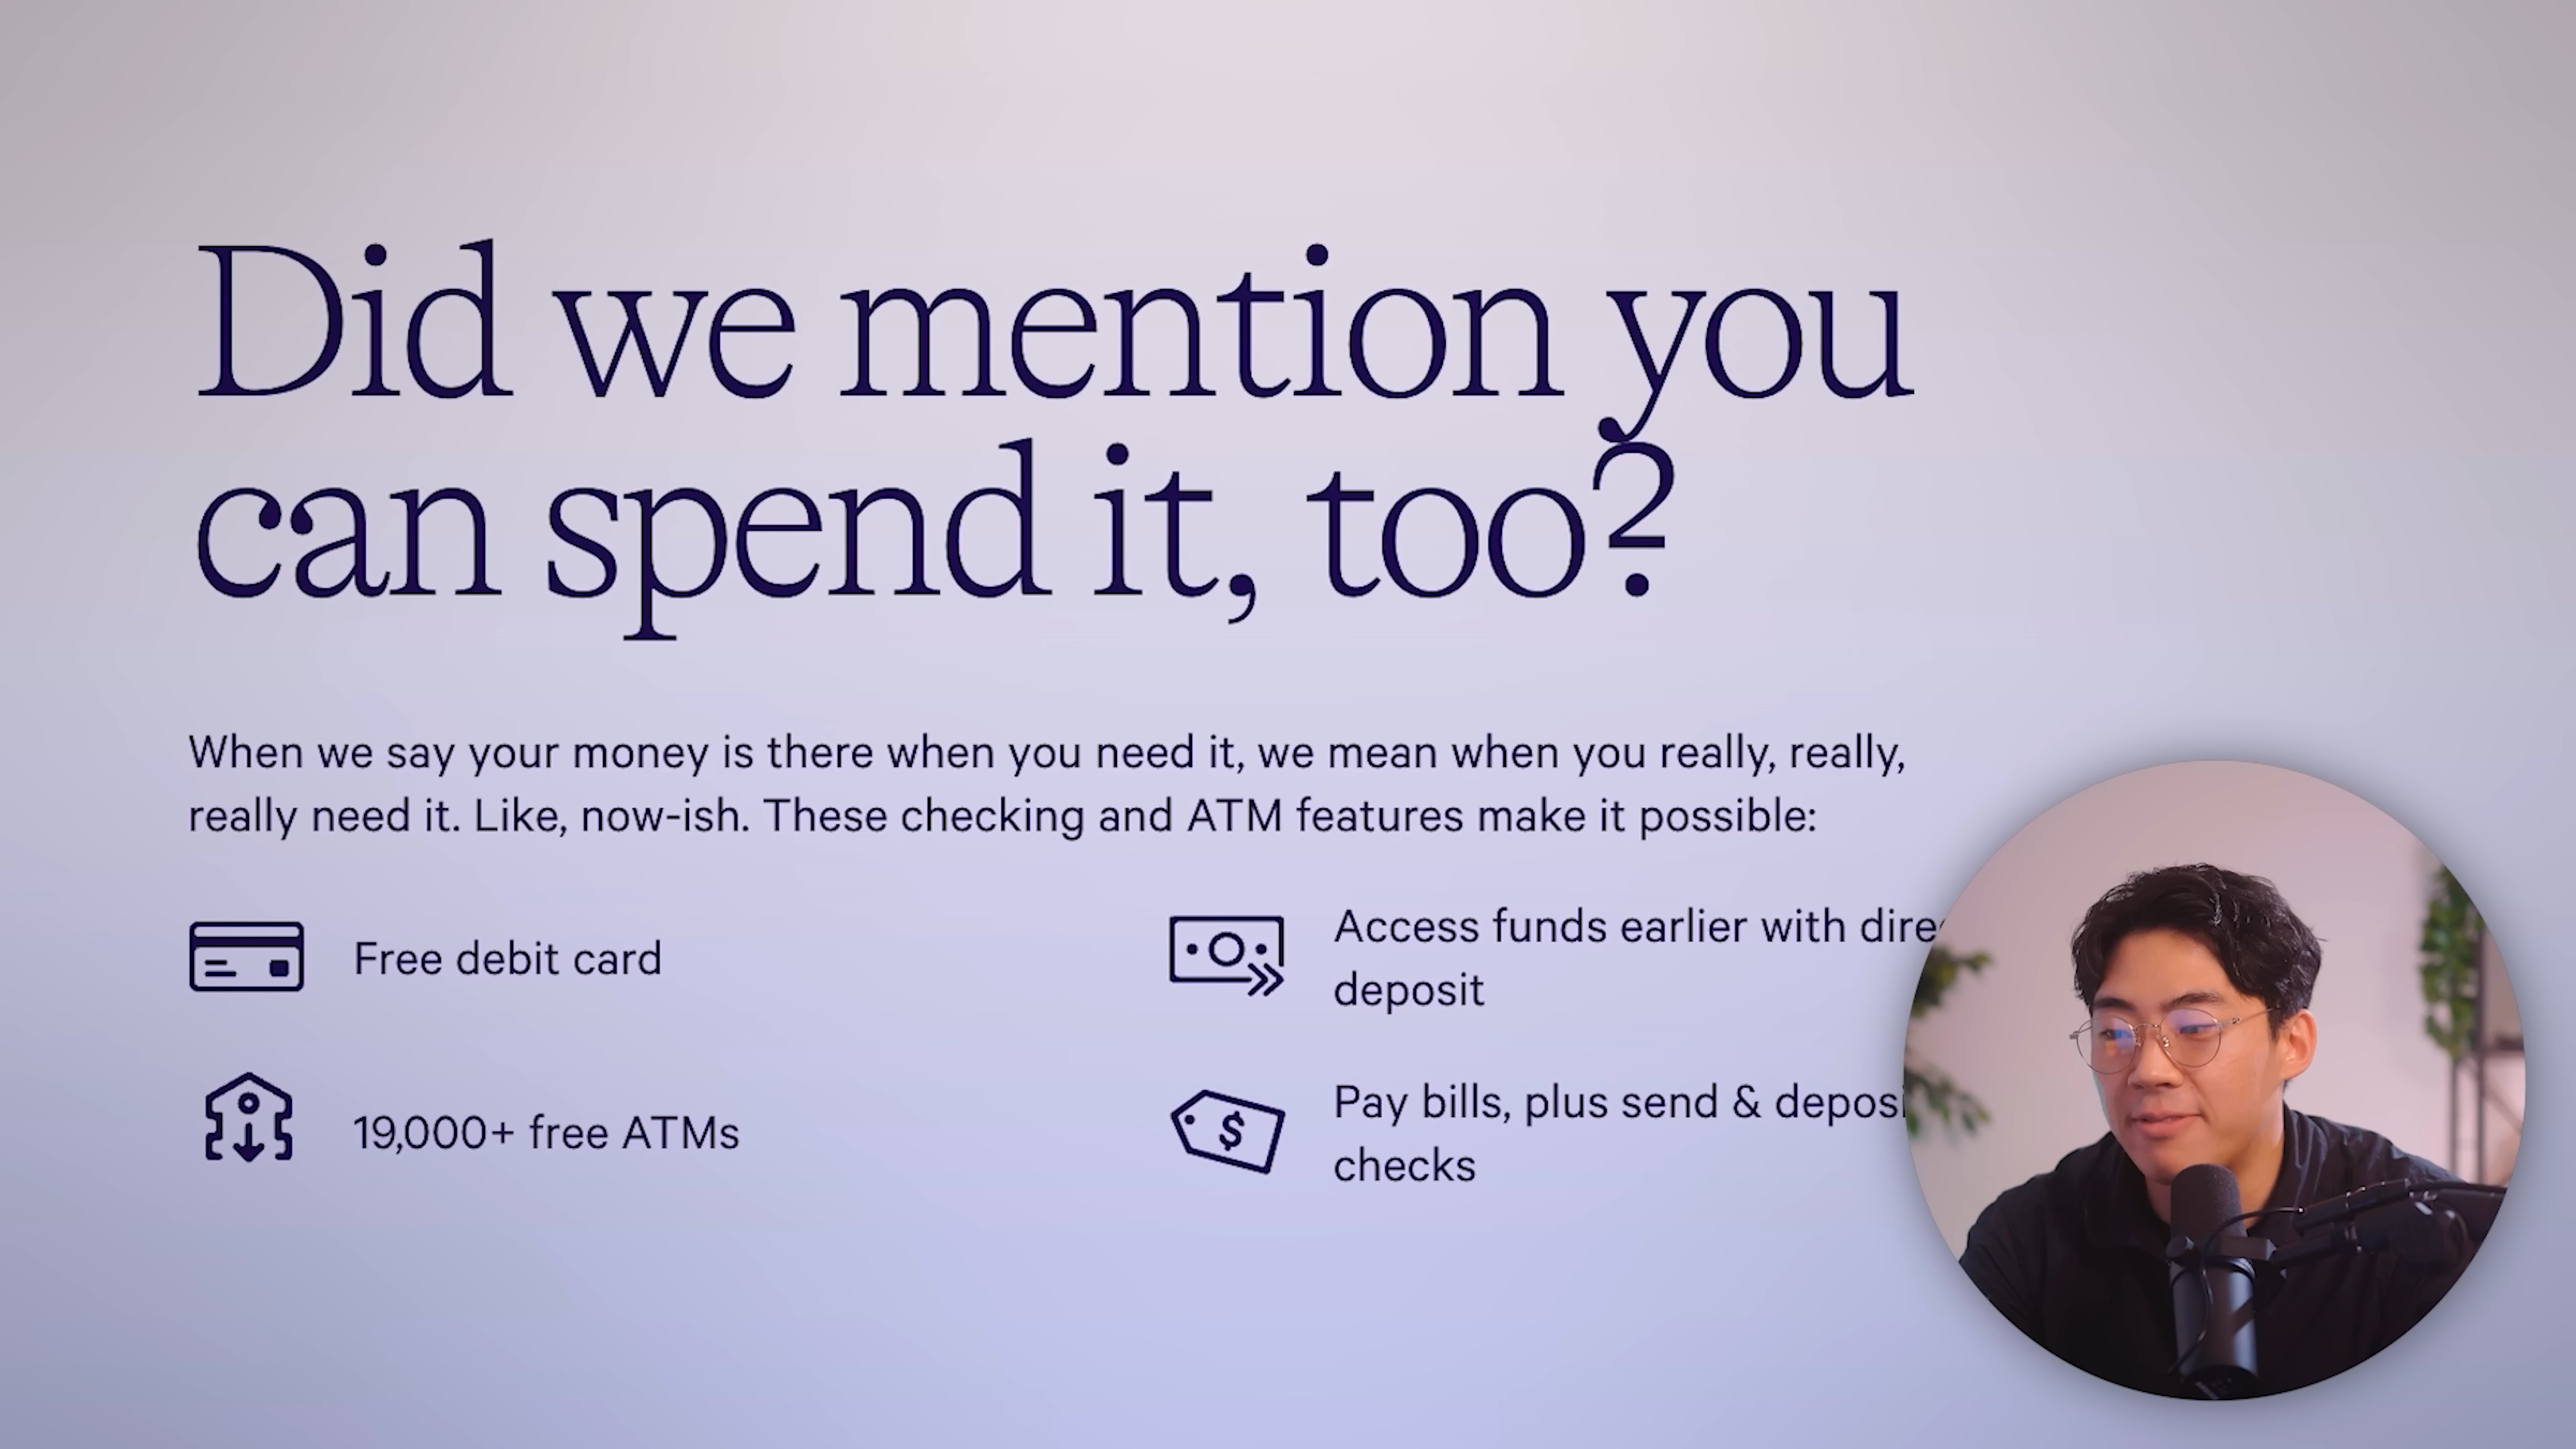 Did we mention you
can spend it, too?
When we say your money is there when you need it, we mean when you really, really,
really need it. Like, now-ish. These checking and ATM features make it possible:
Free debit card
Access funds earlier with
deposit
19,000+ free ATMs
Pay bills, plus send &
checks